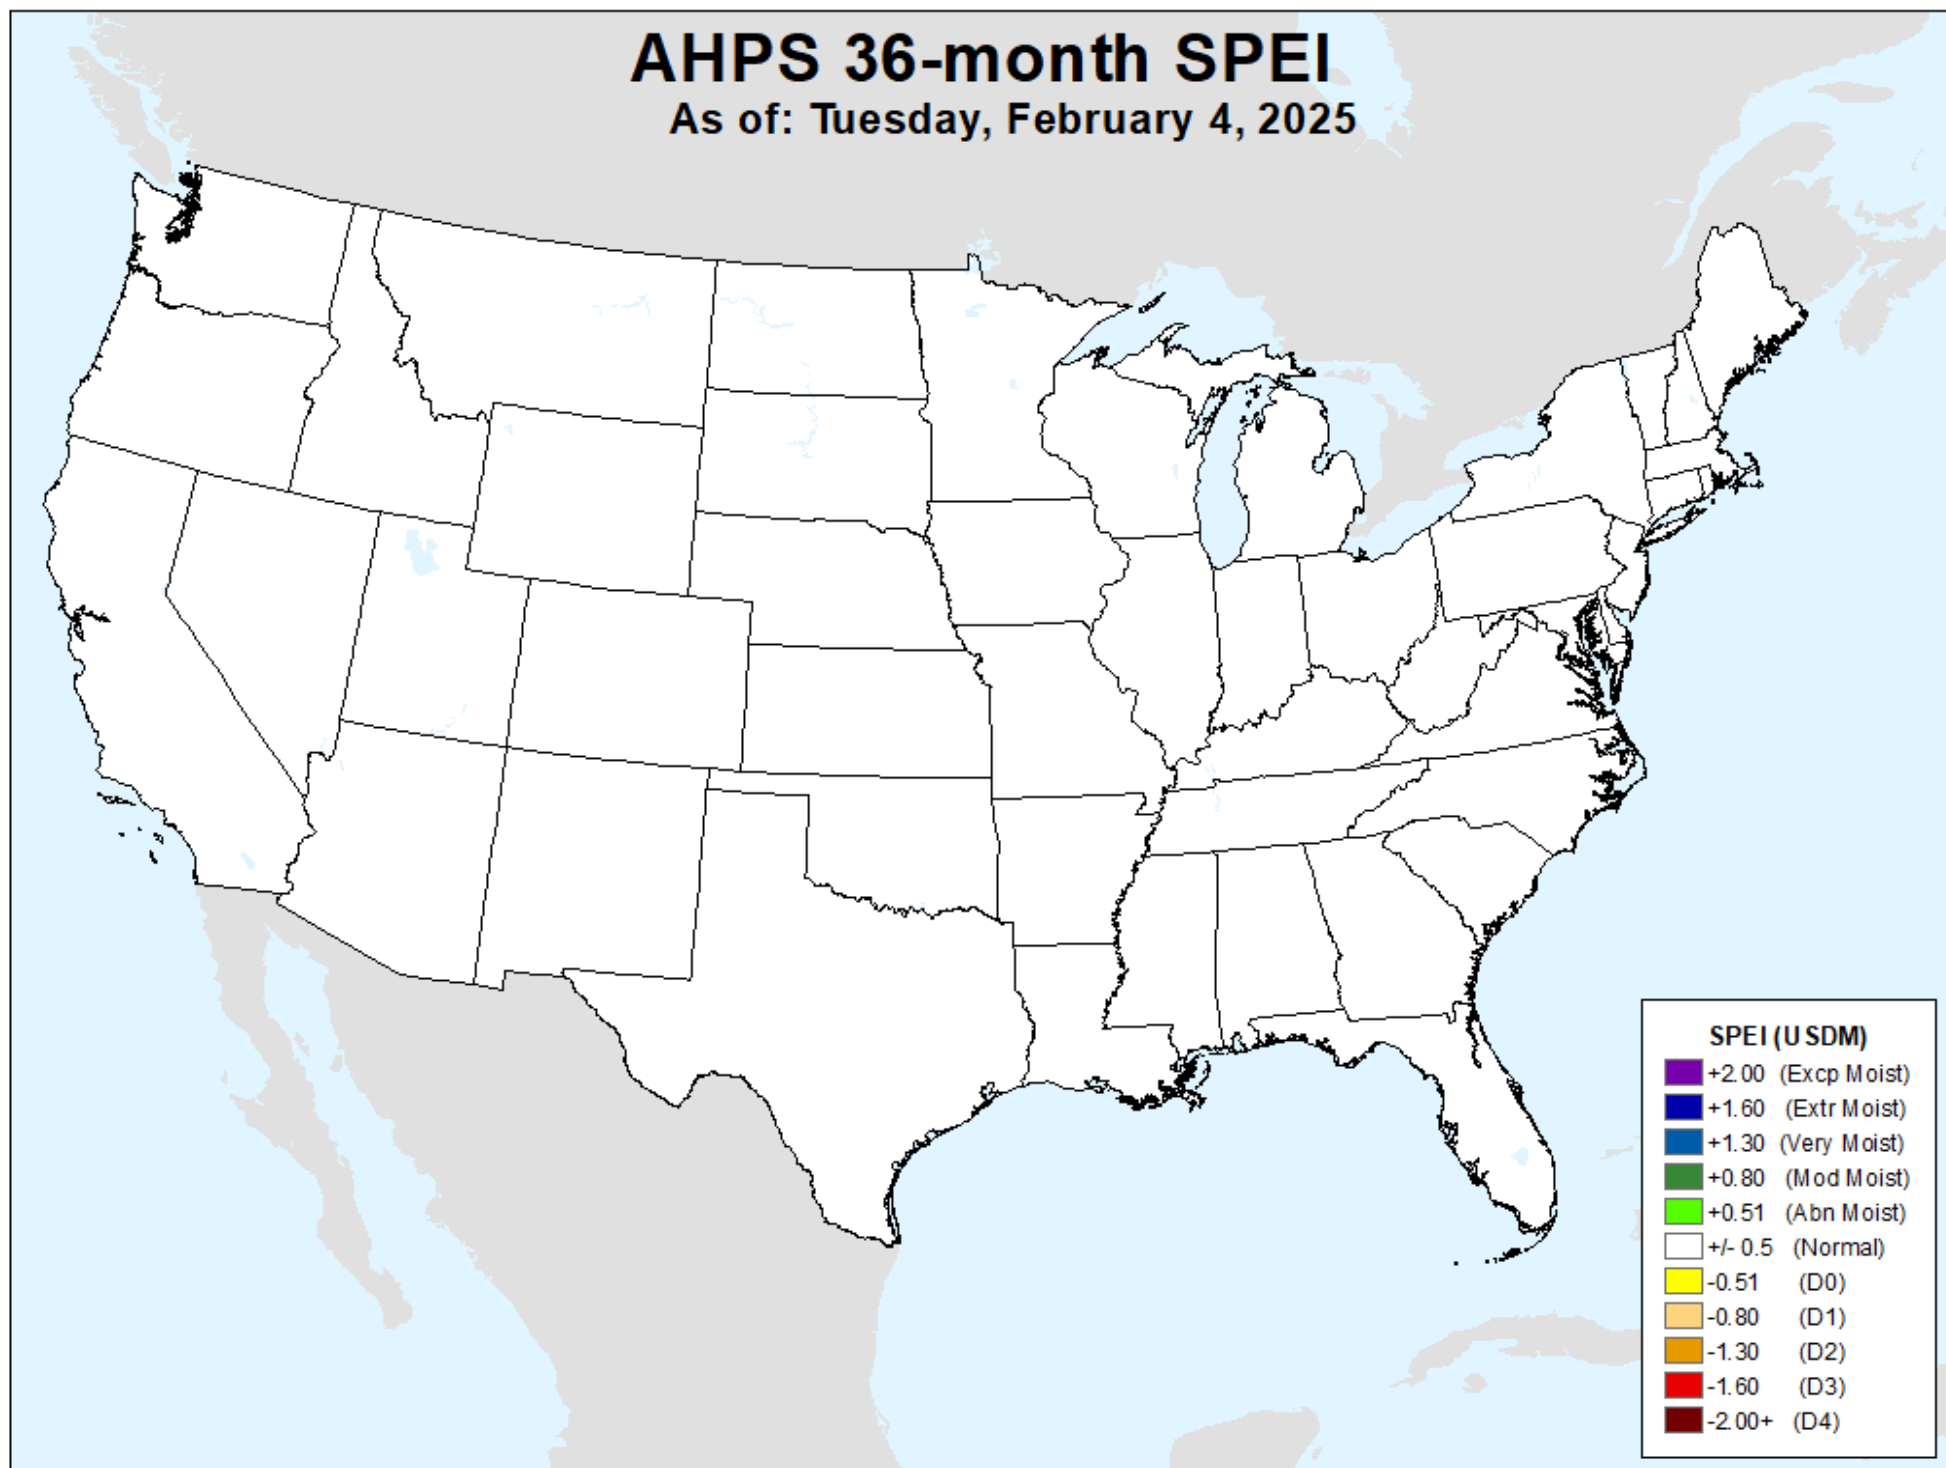 AHPS 36-month SPEI
As of: Tuesday, February 4, 2025
SPEI (USDM)
+2.00 (Excp Moist)
+1.60 (Extr Moist)
+1.30 (Very Moist)
+0.80 (Mod Moist)
+0.51 (Abn Moist)
+/- 0.5 (Normal)
-0.51 (D0)
-0.80 (D1)
-1.30 (D2)
-1.60 (D3)
-2.00+ (D4)